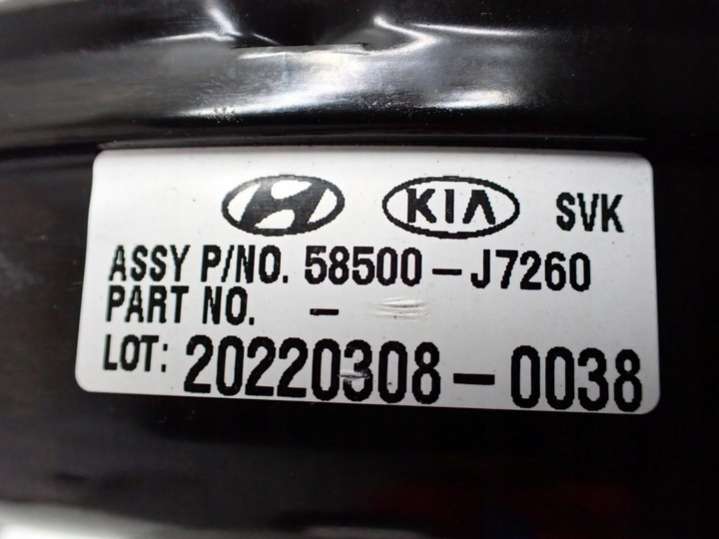 KIA SVK
ASSY P/NO. 58500-J7260
PART NO. -
LOT: 20220308-0038